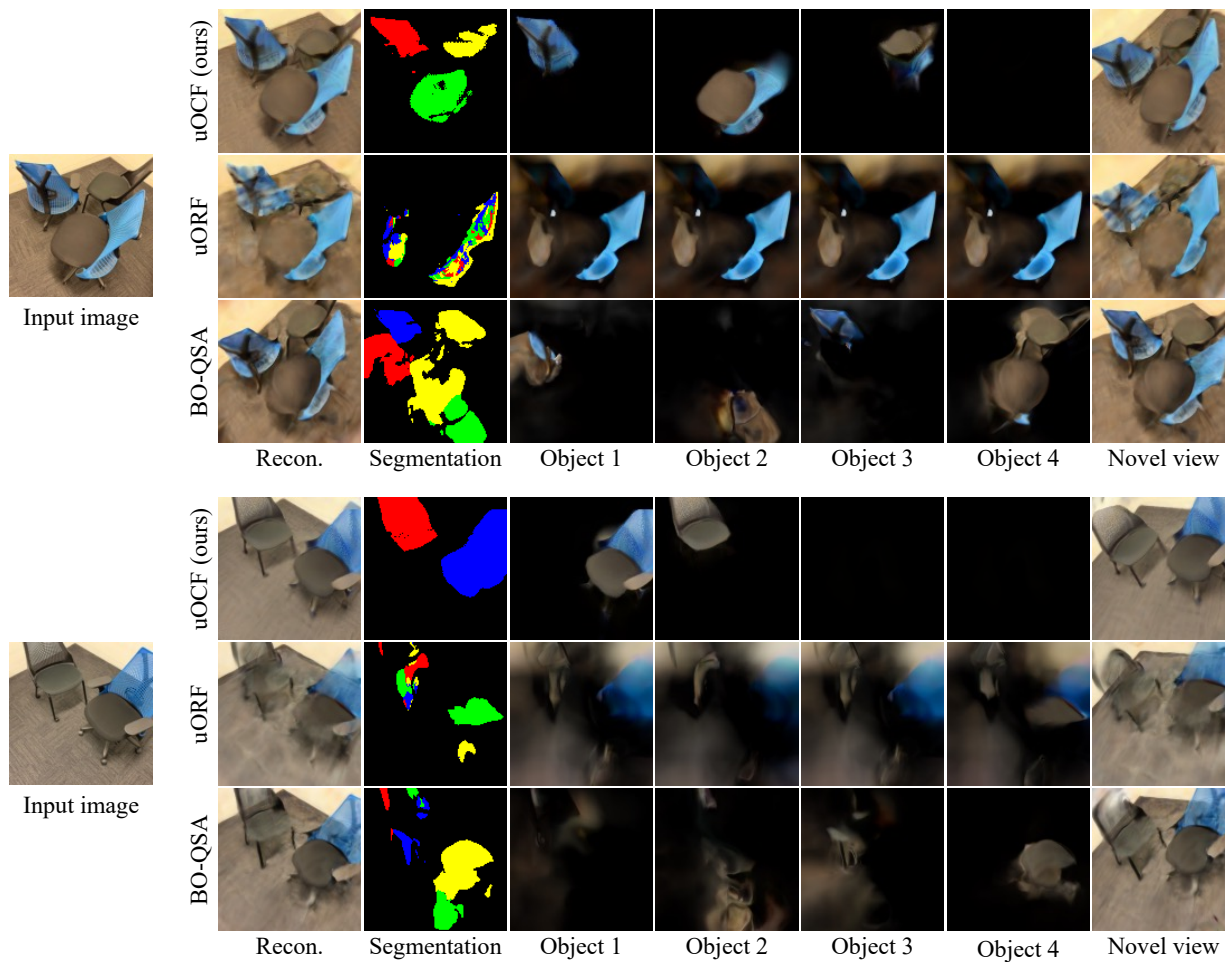 uOCF (ours)
uORF
Input image
BO-QSA
Recon. Segmentation Object 1 Object 2 Object 3 Object 4 Novel view
uOCF (ours)
uORF
Input image
BO-QSA
Recon. Segmentation Object 1 Object 2 Object 3 Object 4 Novel view